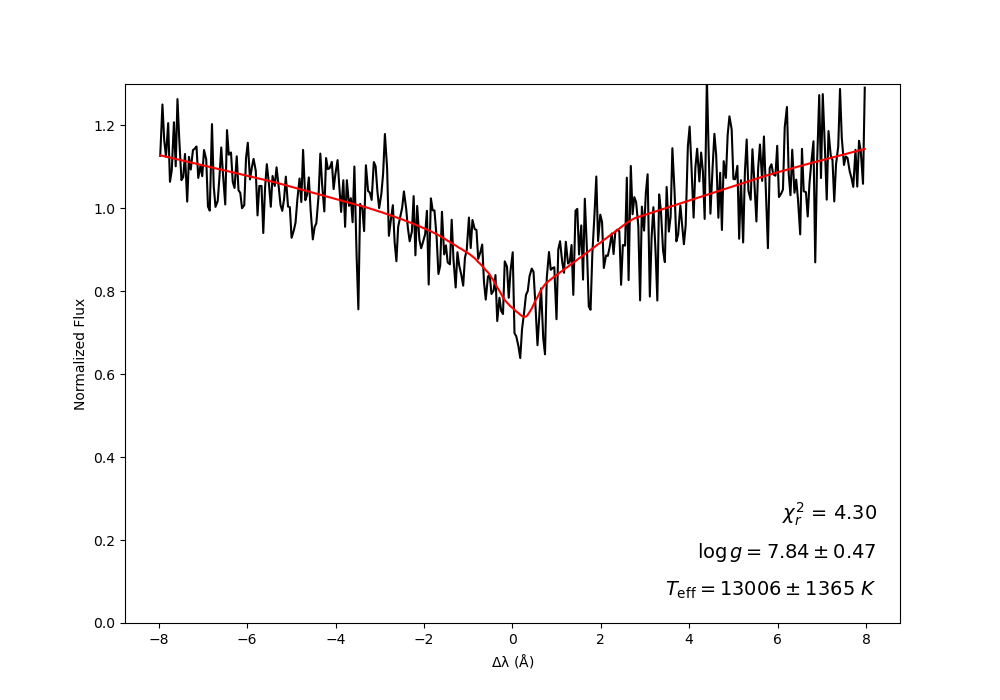 1.2
1.0
0.8
0.6
0.4
0.2
0.0
Normalized Flux
χ²ᵣ = 4.30
log g = 7.84 ± 0.47
T_eff = 13006 ± 1365 K
−8 −6 −4 −2 0 2 4 6 8
Δλ (Å)